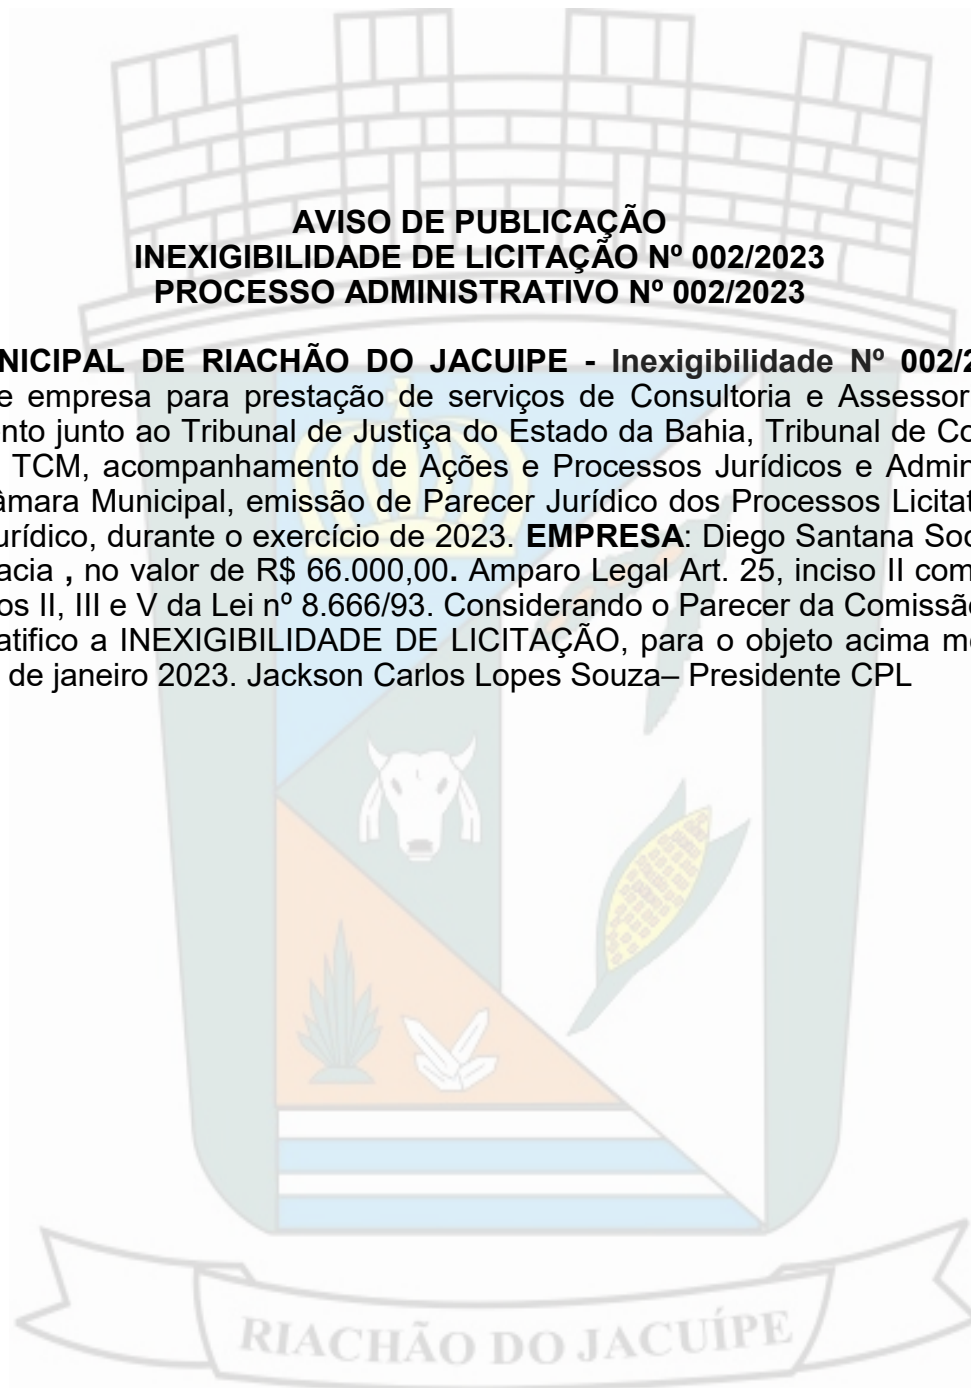 AVISO DE PUBLICAÇÃO
INEXIGIBILIDADE DE LICITAÇÃO Nº 002/2023
PROCESSO ADMINISTRATIVO Nº 002/2023
NICIPAL DE RIACHÃO DO JACUIPE - Inexigibilidade Nº 002/2
e empresa para prestação de serviços de Consultoria e Assessor
nto junto ao Tribunal de Justiça do Estado da Bahia, Tribunal de Co
TCM, acompanhamento de Ações e Processos Jurídicos e Admin
âmara Municipal, emissão de Parecer Jurídico dos Processos Licitat
urídico, durante o exercício de 2023. EMPRESA: Diego Santana Soc
acia , no valor de R$ 66.000,00. Amparo Legal Art. 25, inciso II com
os II, III e V da Lei nº 8.666/93. Considerando o Parecer da Comissão
atifico a INEXIGIBILIDADE DE LICITAÇÃO, para o objeto acima me
de janeiro 2023. Jackson Carlos Lopes Souza– Presidente CPL
RIACHÃO DO JACUÍPE